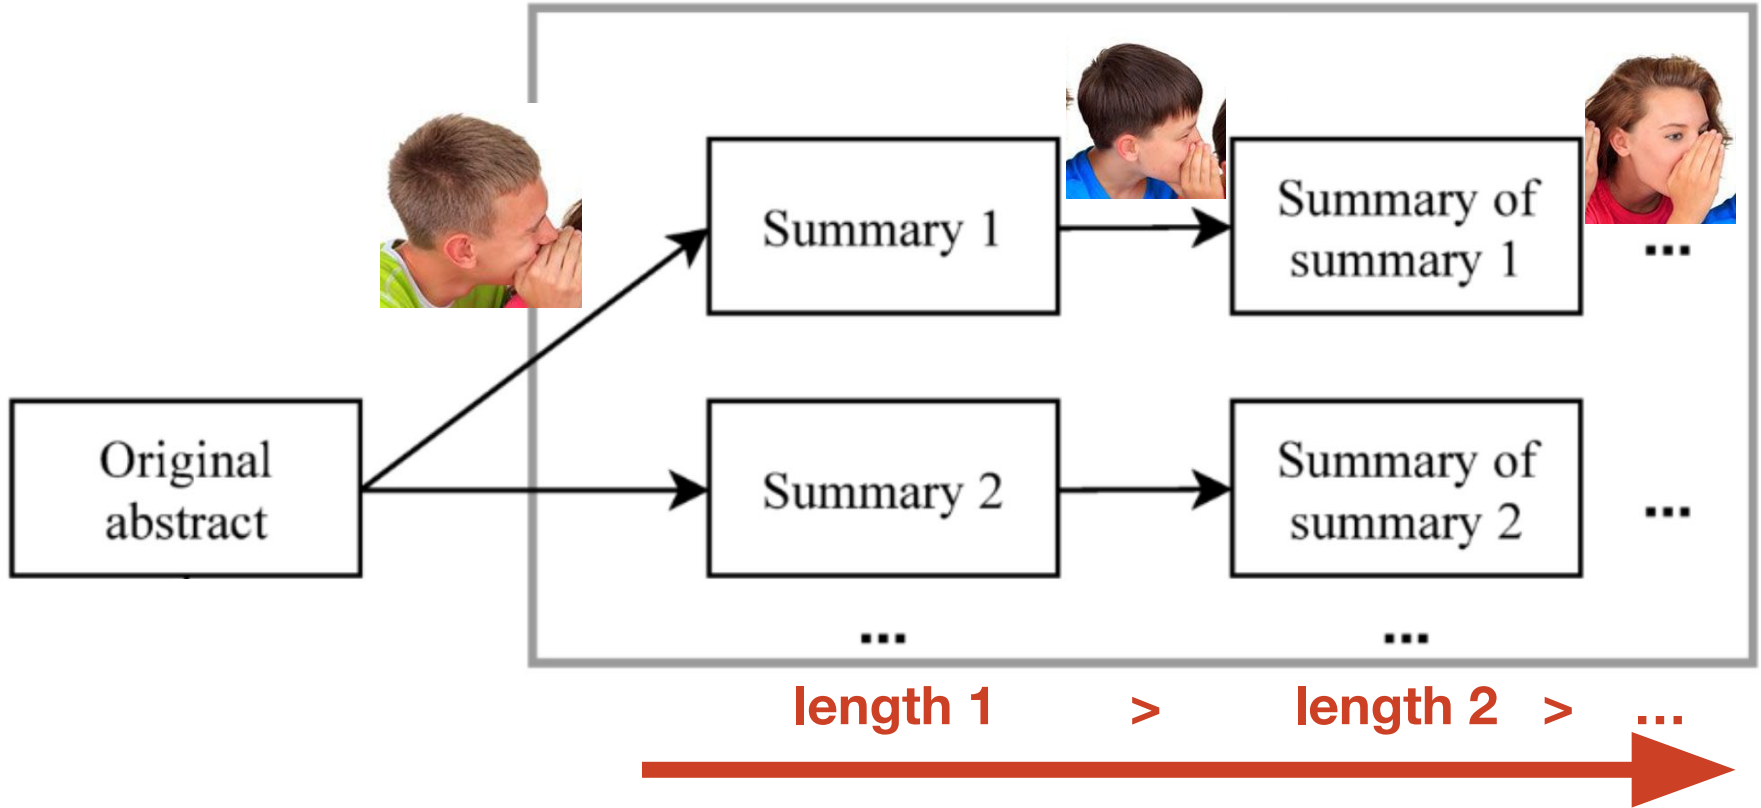 Original
abstract
Summary 1
Summary of
summary 1
...
Summary 2
Summary of
summary 2
...
...
...
length 1 > length 2 > ...